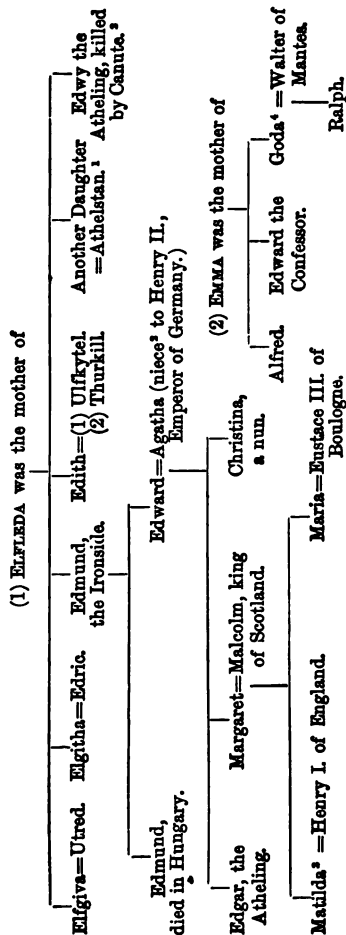 (1) ELFLEDA was the mother of
Elfgiva=Utred. Elgitha=Edric. Edmund, Edith=(1) Ulfkytel. Another Daughter Edwy the
the Ironside. (2) Thurkill. =Athelstan.¹ Atheling, killed
by Canute.²
Edmund, Edward=Agatha (niece³ to Henry II.,
died in Hungary. Emperor of Germany.)
(2) EMMA was the mother of
Edgar, the Margaret=Malcolm, king Christina, Alfred. Edward the Goda⁴=Walter of
Atheling. of Scotland. a nun. Confessor. Mantes.
Ralph.
Matilda³=Henry I. of England. Maria=Eustace III. of
Boulogne.